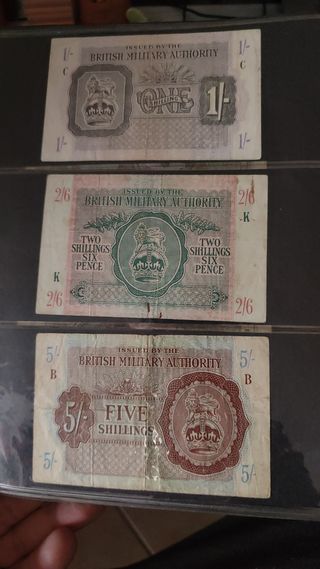 1/- ISSUED BY THE 1/-
C BRITISH MILITARY AUTHORITY C
ONE
SHILLING
1/-
1/- 1/-
2/6 ISSUED BY THE 2/6
BRITISH MILITARY AUTHORITY K
TWO SHILLINGS SIX PENCE
TWO SHILLINGS SIX PENCE
K
2/6 2/6
5/- ISSUED BY THE 5/-
B BRITISH MILITARY AUTHORITY B
5/- FIVE
SHILLINGS
5/- 5/-